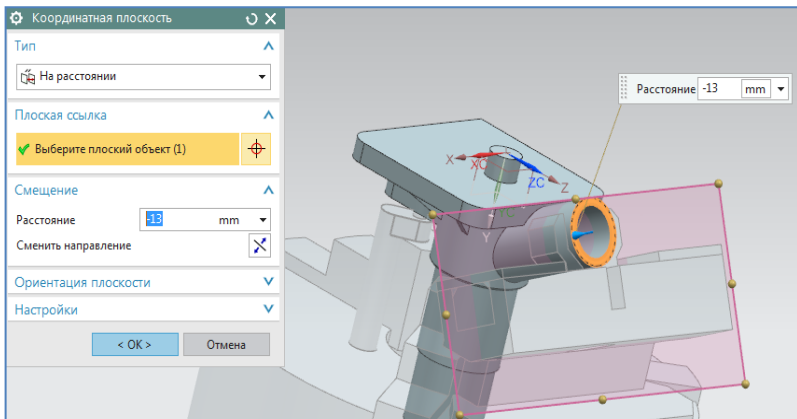 Координатная плоскость
Тип
На расстоянии
Плоская ссылка
Выберите плоский объект (1)
Смещение
Расстояние -13 mm
Сменить направление
Ориентация плоскости
Настройки
< OK > Отмена
Расстояние -13 mm
X XC ZC Z
Y